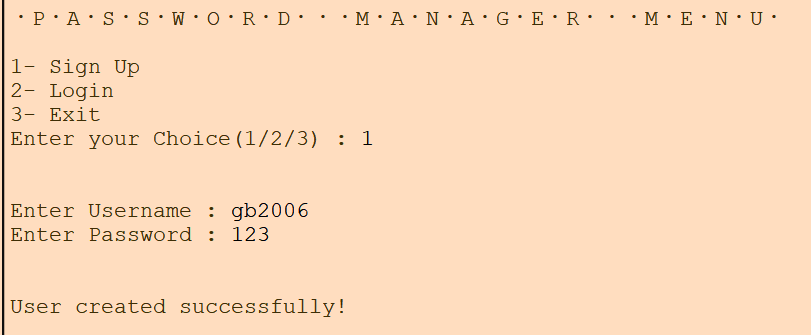 ·P·A·S·S·W·O·R·D· · ·M·A·N·A·G·E·R· · ·M·E·N·U·
1- Sign Up
2- Login
3- Exit
Enter your Choice(1/2/3) : 1
Enter Username : gb2006
Enter Password : 123
User created successfully!